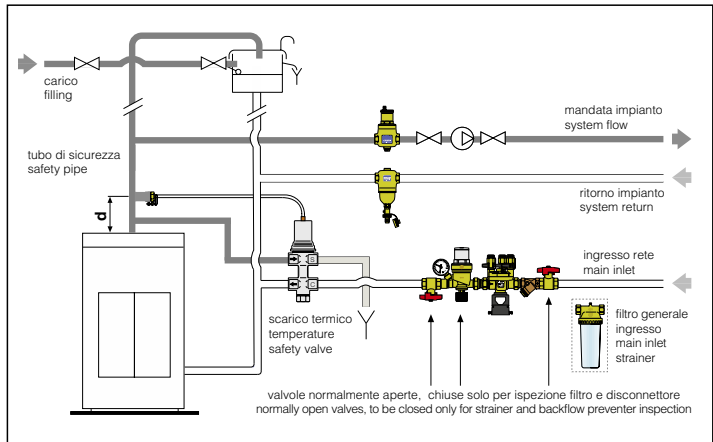 carico
filling
mandata impianto
system flow
tubo di sicurezza
safety pipe
ritorno impianto
system return
d
S
C
ingresso rete
main inlet
scarico termico
temperature
safety valve
filtro generale
ingresso
main inlet
strainer
valvole normalmente aperte, chiuse solo per ispezione filtro e disconnettore
normally open valves, to be closed only for strainer and backflow preventer inspection